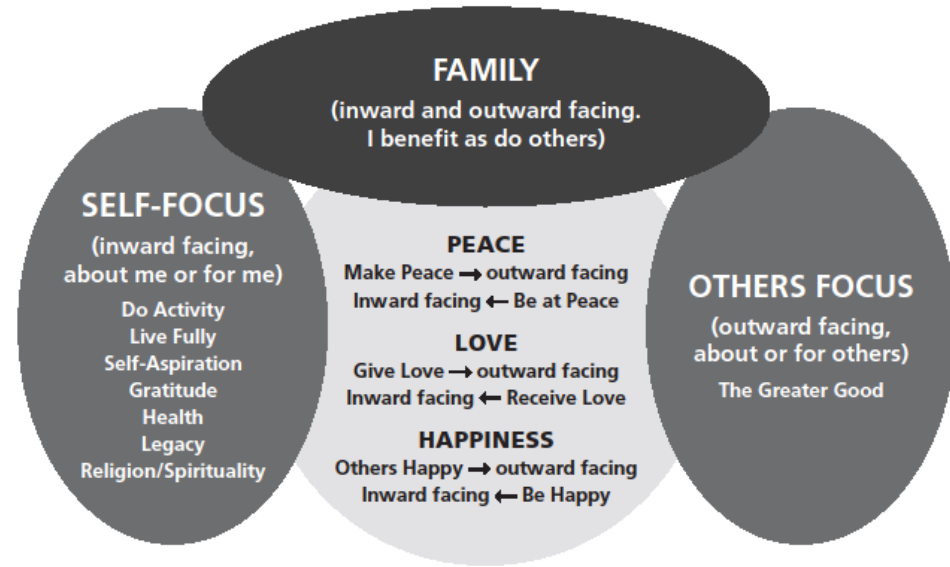 FAMILY
(inward and outward facing.
I benefit as do others)
SELF-FOCUS
(inward facing,
about me or for me)
Do Activity
Live Fully
Self-Aspiration
Gratitude
Health
Legacy
Religion/Spirituality
PEACE
Make Peace → outward facing
Inward facing ← Be at Peace
LOVE
Give Love → outward facing
Inward facing ← Receive Love
HAPPINESS
Others Happy → outward facing
Inward facing ← Be Happy
OTHERS FOCUS
(outward facing,
about or for others)
The Greater Good